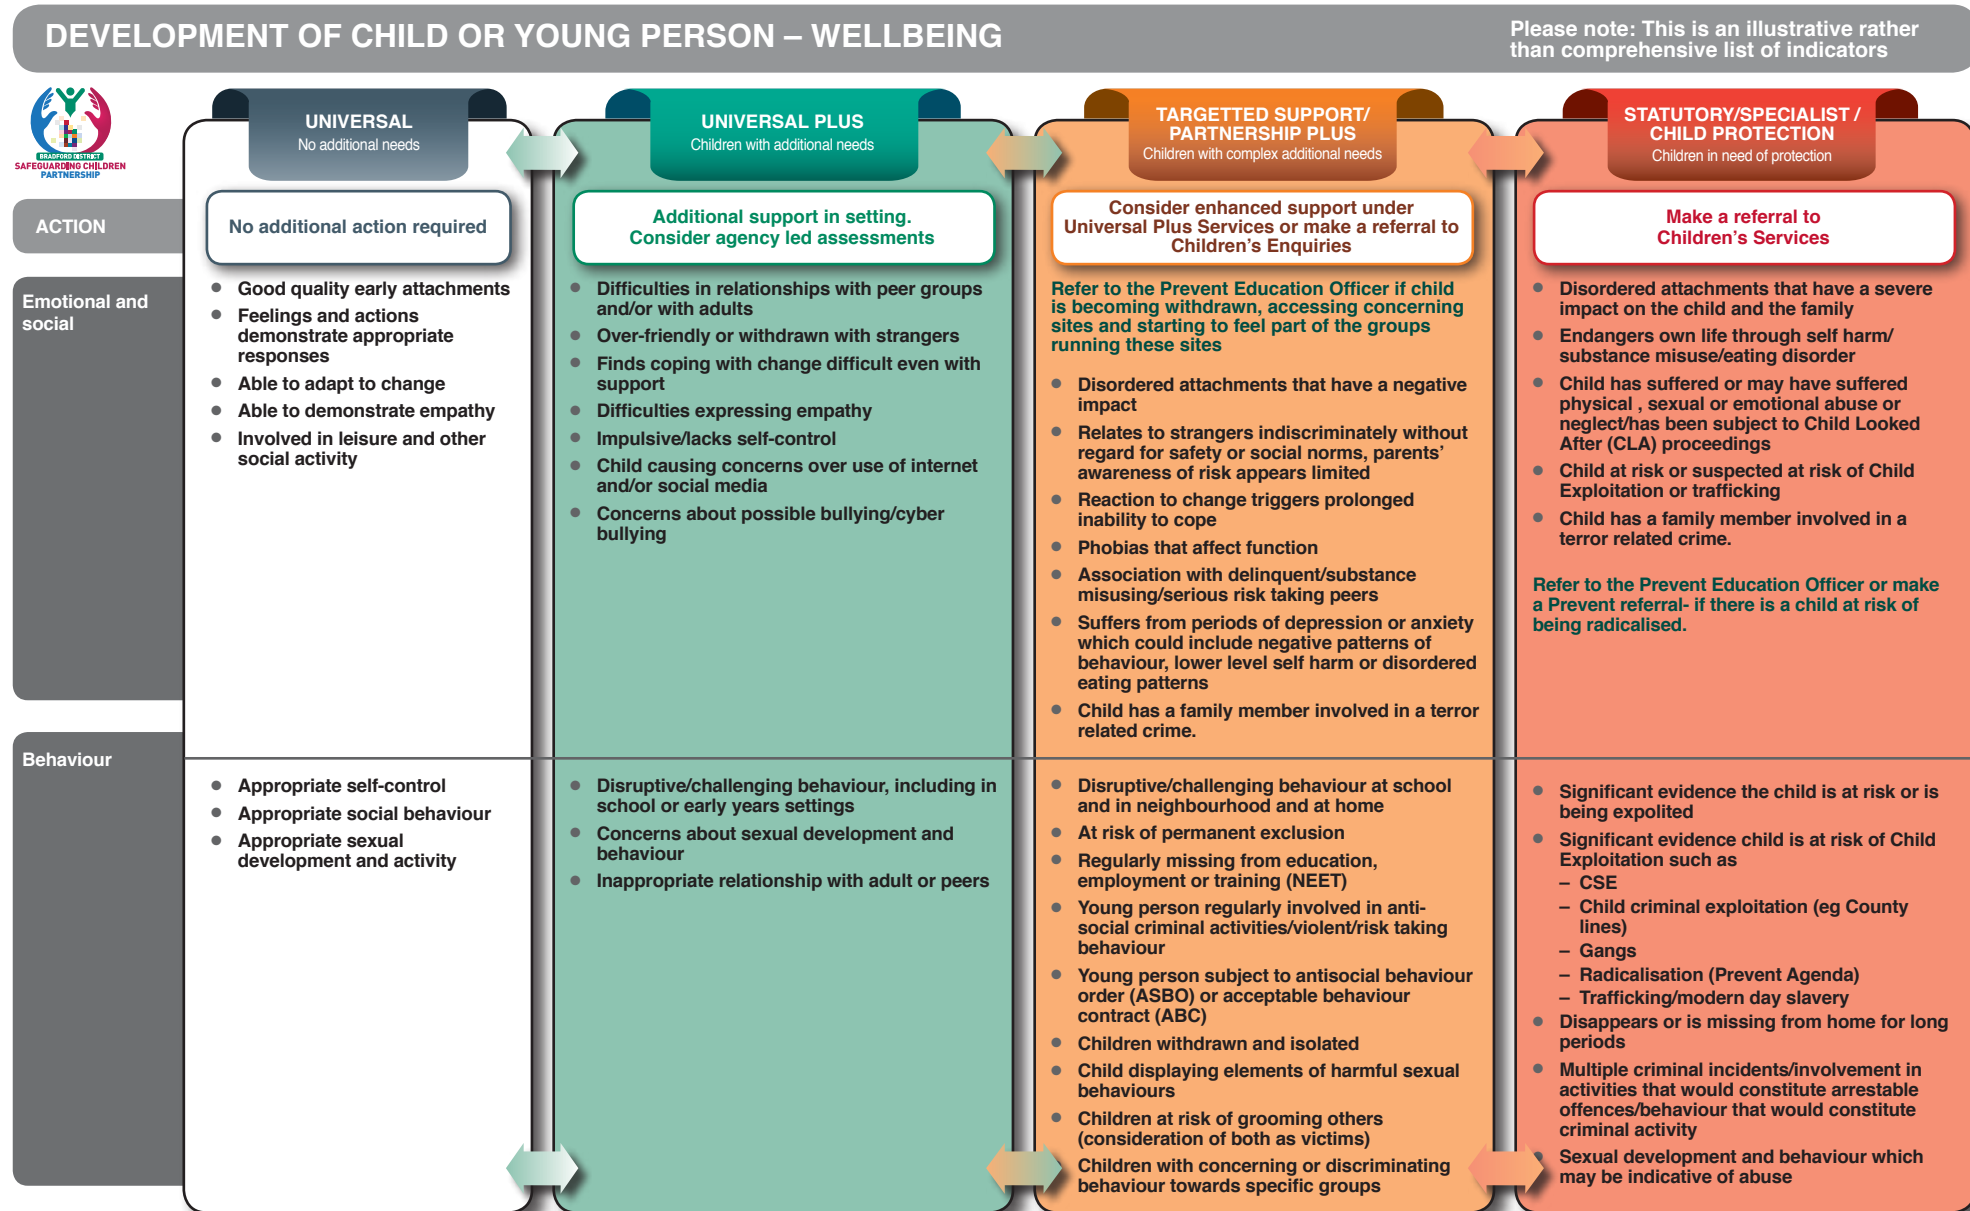 DEVELOPMENT OF CHILD OR YOUNG PERSON – WELLBEING
Please note: This is an illustrative rather
than comprehensive list of indicators
BRADFORD DISTRICT
SAFEGUARDING CHILDREN
PARTNERSHIP
UNIVERSAL
No additional needs
UNIVERSAL PLUS
Children with additional needs
TARGETTED SUPPORT/
PARTNERSHIP PLUS
Children with complex additional needs
STATUTORY/SPECIALIST /
CHILD PROTECTION
Children in need of protection
ACTION
No additional action required
Additional support in setting.
Consider agency led assessments
Consider enhanced support under
Universal Plus Services or make a referral to
Children’s Enquiries
Make a referral to
Children’s Services
Emotional and
social
• Good quality early attachments
• Feelings and actions
demonstrate appropriate
responses
• Able to adapt to change
• Able to demonstrate empathy
• Involved in leisure and other
social activity
• Difficulties in relationships with peer groups
and/or with adults
• Over-friendly or withdrawn with strangers
• Finds coping with change difficult even with
support
• Difficulties expressing empathy
• Impulsive/lacks self-control
• Child causing concerns over use of internet
and/or social media
• Concerns about possible bullying/cyber
bullying
Refer to the Prevent Education Officer if child
is becoming withdrawn, accessing concerning
sites and starting to feel part of the groups
running these sites
• Disordered attachments that have a negative
impact
• Relates to strangers indiscriminately without
regard for safety or social norms, parents’
awareness of risk appears limited
• Reaction to change triggers prolonged
inability to cope
• Phobias that affect function
• Association with delinquent/substance
misusing/serious risk taking peers
• Suffers from periods of depression or anxiety
which could include negative patterns of
behaviour, lower level self harm or disordered
eating patterns
• Child has a family member involved in a terror
related crime.
• Disordered attachments that have a severe
impact on the child and the family
• Endangers own life through self harm/
substance misuse/eating disorder
• Child has suffered or may have suffered
physical , sexual or emotional abuse or
neglect/has been subject to Child Looked
After (CLA) proceedings
• Child at risk or suspected at risk of Child
Exploitation or trafficking
• Child has a family member involved in a
terror related crime.
Refer to the Prevent Education Officer or make
a Prevent referral- if there is a child at risk of
being radicalised.
Behaviour
• Appropriate self-control
• Appropriate social behaviour
• Appropriate sexual
development and activity
• Disruptive/challenging behaviour, including in
school or early years settings
• Concerns about sexual development and
behaviour
• Inappropriate relationship with adult or peers
• Disruptive/challenging behaviour at school
and in neighbourhood and at home
• At risk of permanent exclusion
• Regularly missing from education,
employment or training (NEET)
• Young person regularly involved in anti-
social criminal activities/violent/risk taking
behaviour
• Young person subject to antisocial behaviour
order (ASBO) or acceptable behaviour
contract (ABC)
• Children withdrawn and isolated
• Child displaying elements of harmful sexual
behaviours
• Children at risk of grooming others
(consideration of both as victims)
Children with concerning or discriminating
behaviour towards specific groups
• Significant evidence the child is at risk or is
being expolited
• Significant evidence child is at risk of Child
Exploitation such as
– CSE
– Child criminal exploitation (eg County
lines)
– Gangs
– Radicalisation (Prevent Agenda)
– Trafficking/modern day slavery
• Disappears or is missing from home for long
periods
• Multiple criminal incidents/involvement in
activities that would constitute arrestable
offences/behaviour that would constitute
criminal activity
• Sexual development and behaviour which
may be indicative of abuse